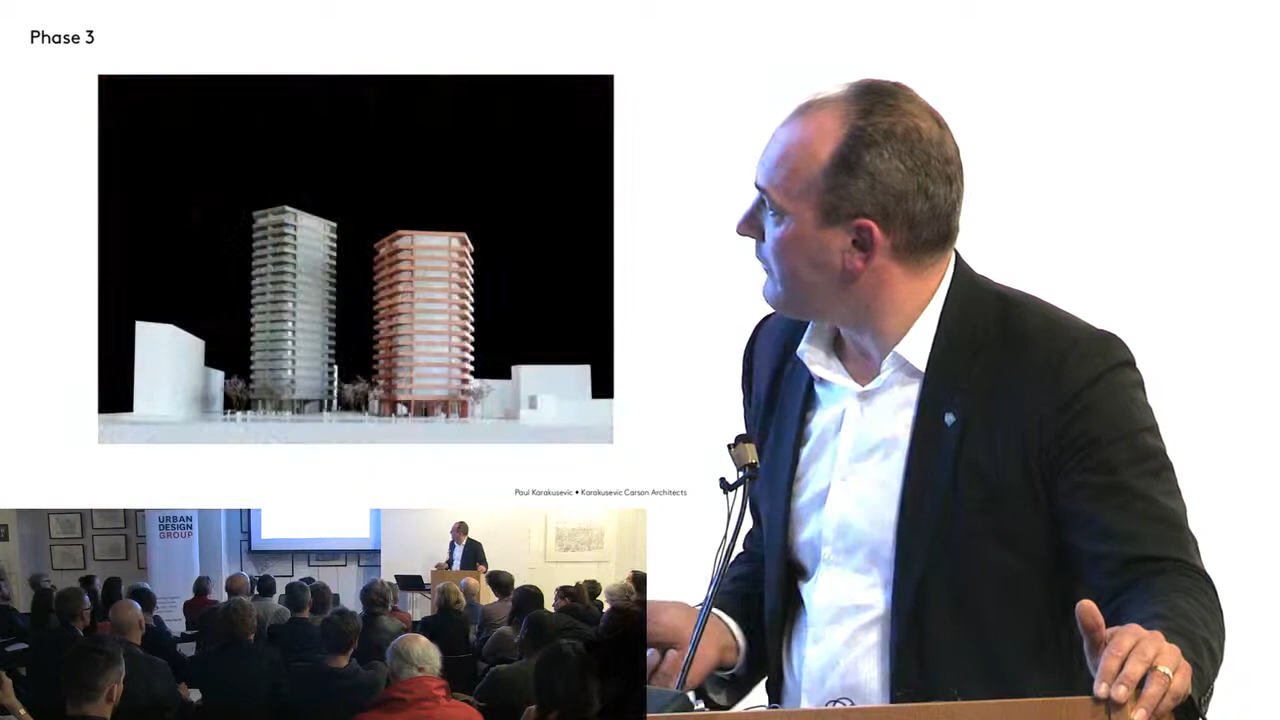 Phase 3
Paul Karakusevic • Karakusevic Carson Architects
URBAN
DESIGN
GROUP